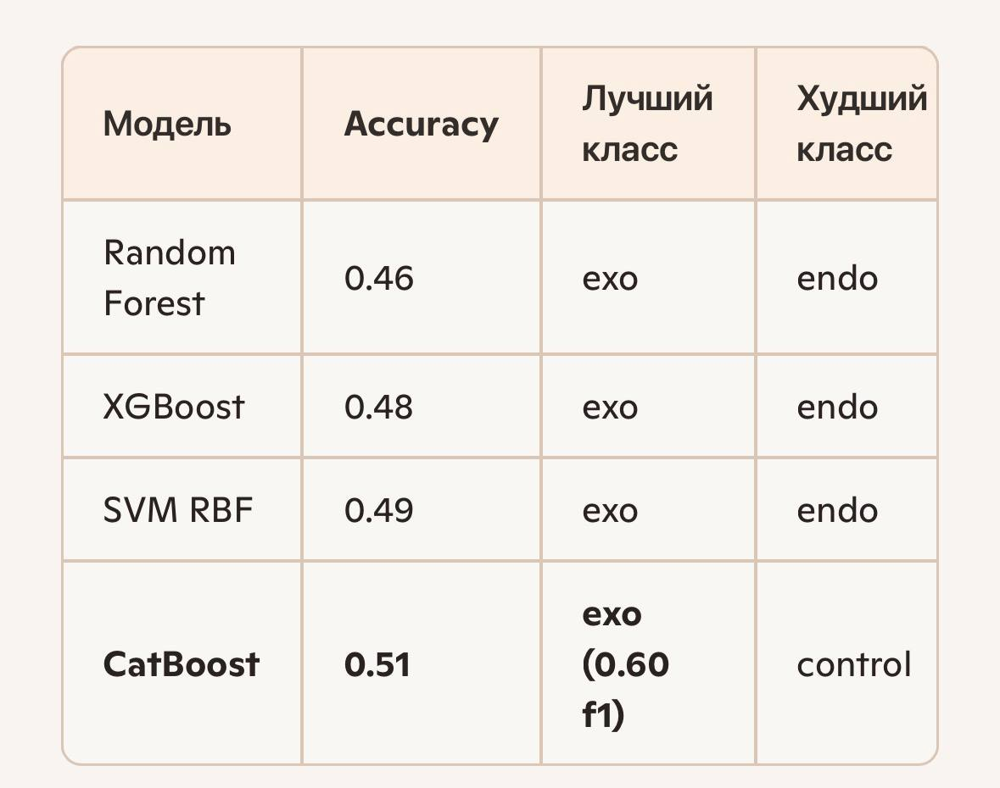 Модель
Accuracy
Лучший
класс
Худший
класс
Random
Forest
0.46
exo
endo
XGBoost
0.48
exo
endo
SVM RBF
0.49
exo
endo
CatBoost
0.51
exo
(0.60
f1)
control